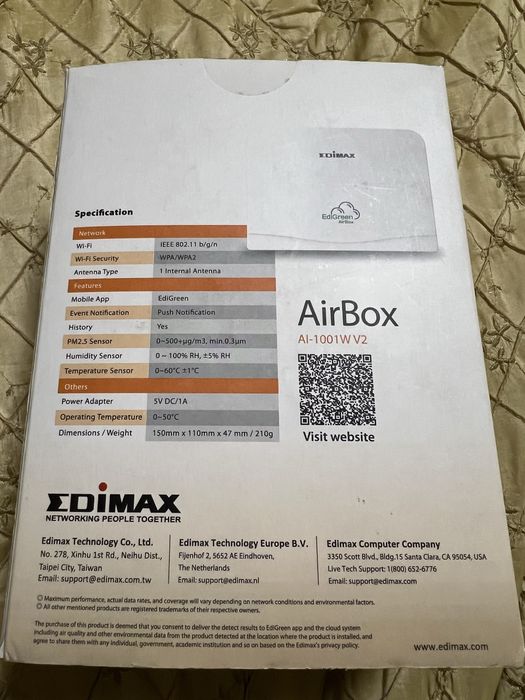 EDIMAX
EdiGreen
AirBox
Specification
Network
Wi-Fi IEEE 802.11 b/g/n
Wi-Fi Security WPA/WPA2
Antenna Type 1 Internal Antenna
Features
Mobile App EdiGreen
Event Notification Push Notification
History Yes
PM2.5 Sensor 0~500+μg/m3, min.0.3μm
Humidity Sensor 0 ~ 100% RH, ±5% RH
Temperature Sensor 0~60°C ±1°C
Others
Power Adapter 5V DC/1A
Operating Temperature 0~50°C
Dimensions / Weight 150mm x 110mm x 47 mm / 210g
AirBox
AI-1001W V2
Visit website
EDIMAX
NETWORKING PEOPLE TOGETHER
Edimax Technology Co., Ltd.
No. 278, Xinhu 1st Rd., Neihu Dist.,
Taipei City, Taiwan
Email: support@edimax.com.tw
Edimax Technology Europe B.V.
Fijenhof 2, 5652 AE Eindhoven,
The Netherlands
Email: support@edimax.nl
Edimax Computer Company
3350 Scott Blvd., Bldg.15 Santa Clara, CA 95054, USA
Live Tech Support: 1(800) 652-6776
Email: support@edimax.com
Maximum performance, actual data rates, and coverage will vary depending on network conditions and environmental factors.
All other mentioned products are registered trademarks of their respective owners.
The purchase of this product is deemed that you consent to deliver the detect results to EdiGreen app and the cloud system
including air quality and other environmental data from the product detected at the location where the product is installed, and
agree to share them with any individual, government, academic institution and so on based on the Edimax's privacy policy.
www.edimax.com